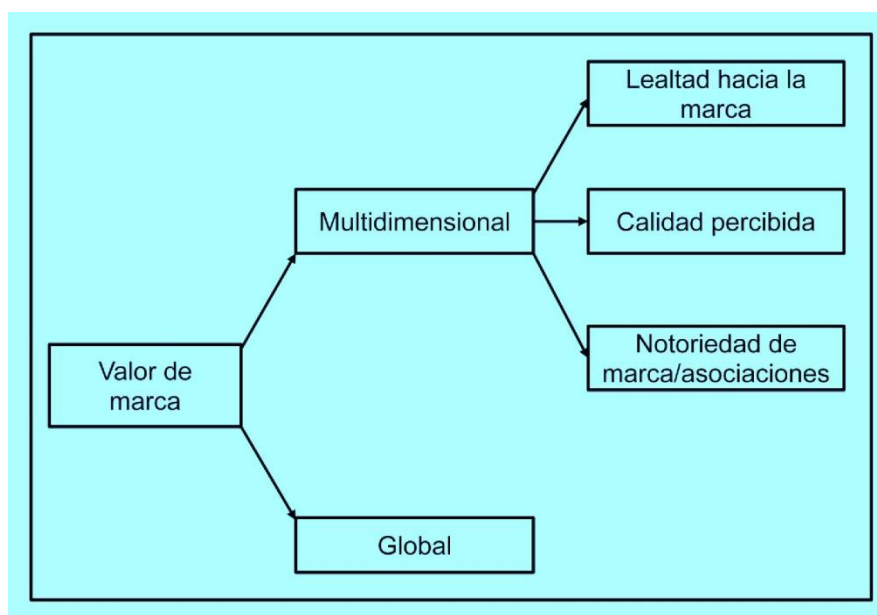 Lealtad hacia la
marca
Multidimensional
Calidad percibida
Notoriedad de
marca/asociaciones
Valor de
marca
Global